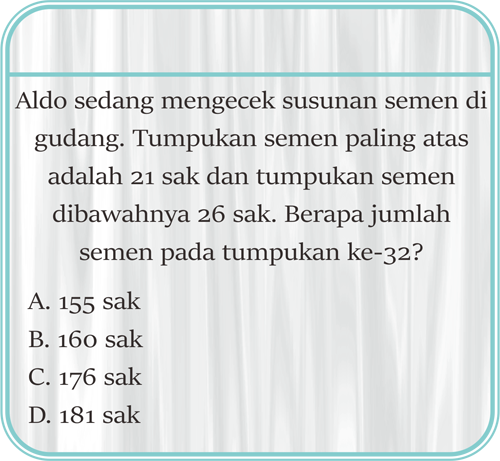 Aldo sedang mengecek susunan semen di
gudang. Tumpukan semen paling atas
adalah 21 sak dan tumpukan semen
dibawahnya 26 sak. Berapa jumlah
semen pada tumpukan ke-32?
A. 155 sak
B. 160 sak
C. 176 sak
D. 181 sak